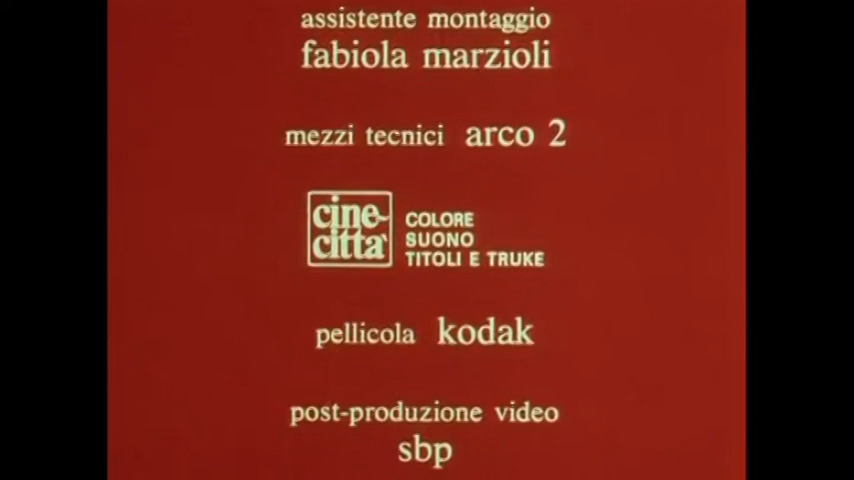 assistente montaggio
fabiola marzioli
mezzi tecnici arco 2
cine-
città
COLORE
SUONO
TITOLI E TRUKE
pellicola kodak
post-produzione video
sbp